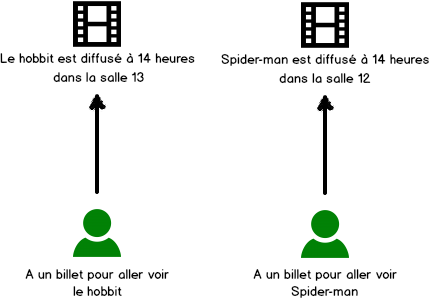 Le hobbit est diffusé à 14 heures
dans la salle 13
Spider-man est diffusé à 14 heures
dans la salle 12
A un billet pour aller voir
le hobbit
A un billet pour aller voir
Spider-man